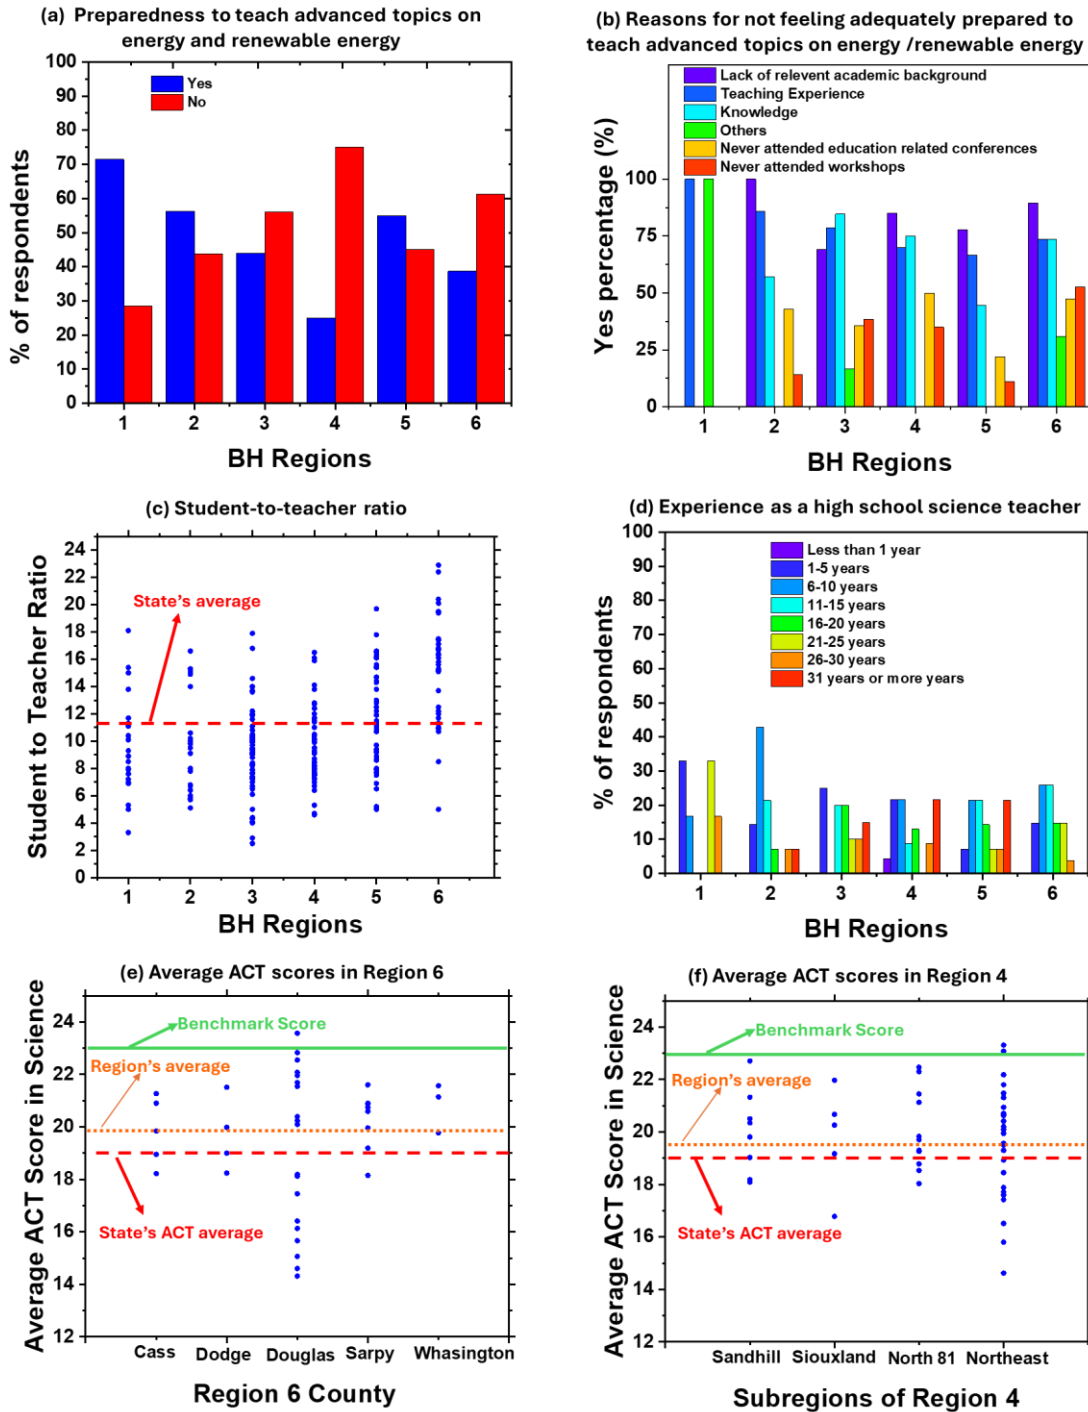 (a) Preparedness to teach advanced topics on
energy and renewable energy
% of respondents
100
90
80
70
60
50
40
30
20
10
0
Yes
No
1 2 3 4 5 6
BH Regions
(b) Reasons for not feeling adequately prepared to
teach advanced topics on energy /renewable energy
Yes percentage (%)
100
75
50
25
0
Lack of relevent academic background
Teaching Experience
Knowledge
Others
Never attended education related conferences
Never attended workshops
1 2 3 4 5 6
BH Regions
(c) Student-to-teacher ratio
Student to Teacher Ratio
24
22
20
18
16
14
12
10
8
6
4
2
0
State's average
1 2 3 4 5 6
BH Regions
(d) Experience as a high school science teacher
% of respondents
100
90
80
70
60
50
40
30
20
10
0
Less than 1 year
1-5 years
6-10 years
11-15 years
16-20 years
21-25 years
26-30 years
31 years or more years
1 2 3 4 5 6
BH Regions
(e) Average ACT scores in Region 6
Average ACT Score in Science
24
22
20
18
16
14
12
Benchmark Score
Region's average
State's ACT average
Cass Dodge Douglas Sarpy Whasington
Region 6 County
(f) Average ACT scores in Region 4
Average ACT Score in Science
24
22
20
18
16
14
12
Benchmark Score
Region's average
State's ACT average
Sandhill Siouxland North 81 Northeast
Subregions of Region 4